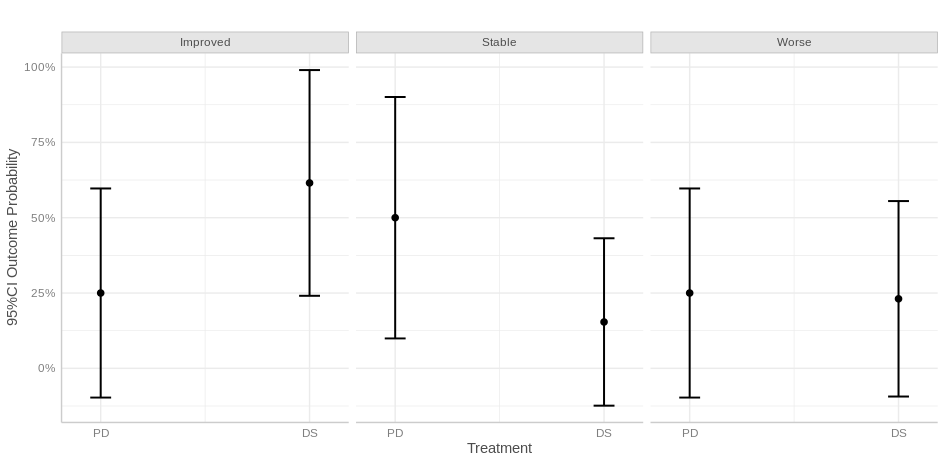 Improved
Stable
Worse
100%
75%
50%
25%
0%
95%CI Outcome Probability
PD
DS
PD
DS
PD
DS
Treatment